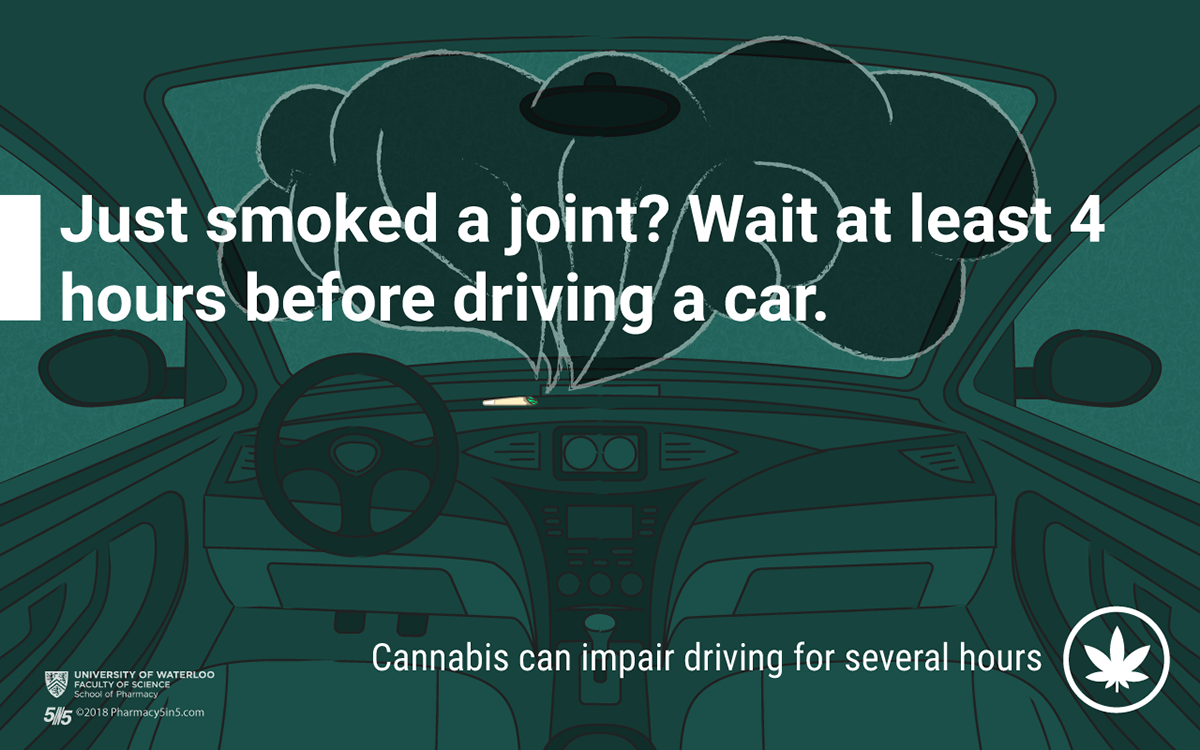 Just smoked a joint? Wait at least 4
hours before driving a car.
Cannabis can impair driving for several hours
UNIVERSITY OF WATERLOO
FACULTY OF SCIENCE
School of Pharmacy
5//5 ©2018 Pharmacy5in5.com